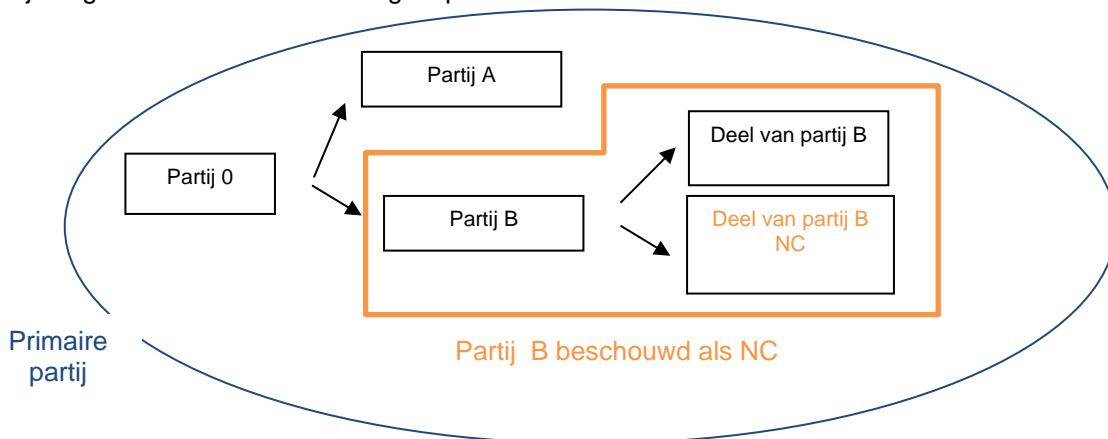 Partij A
Partij 0
Deel van partij B
Partij B
Deel van partij B
NC
Primaire
partij
Partij B beschouwd als NC